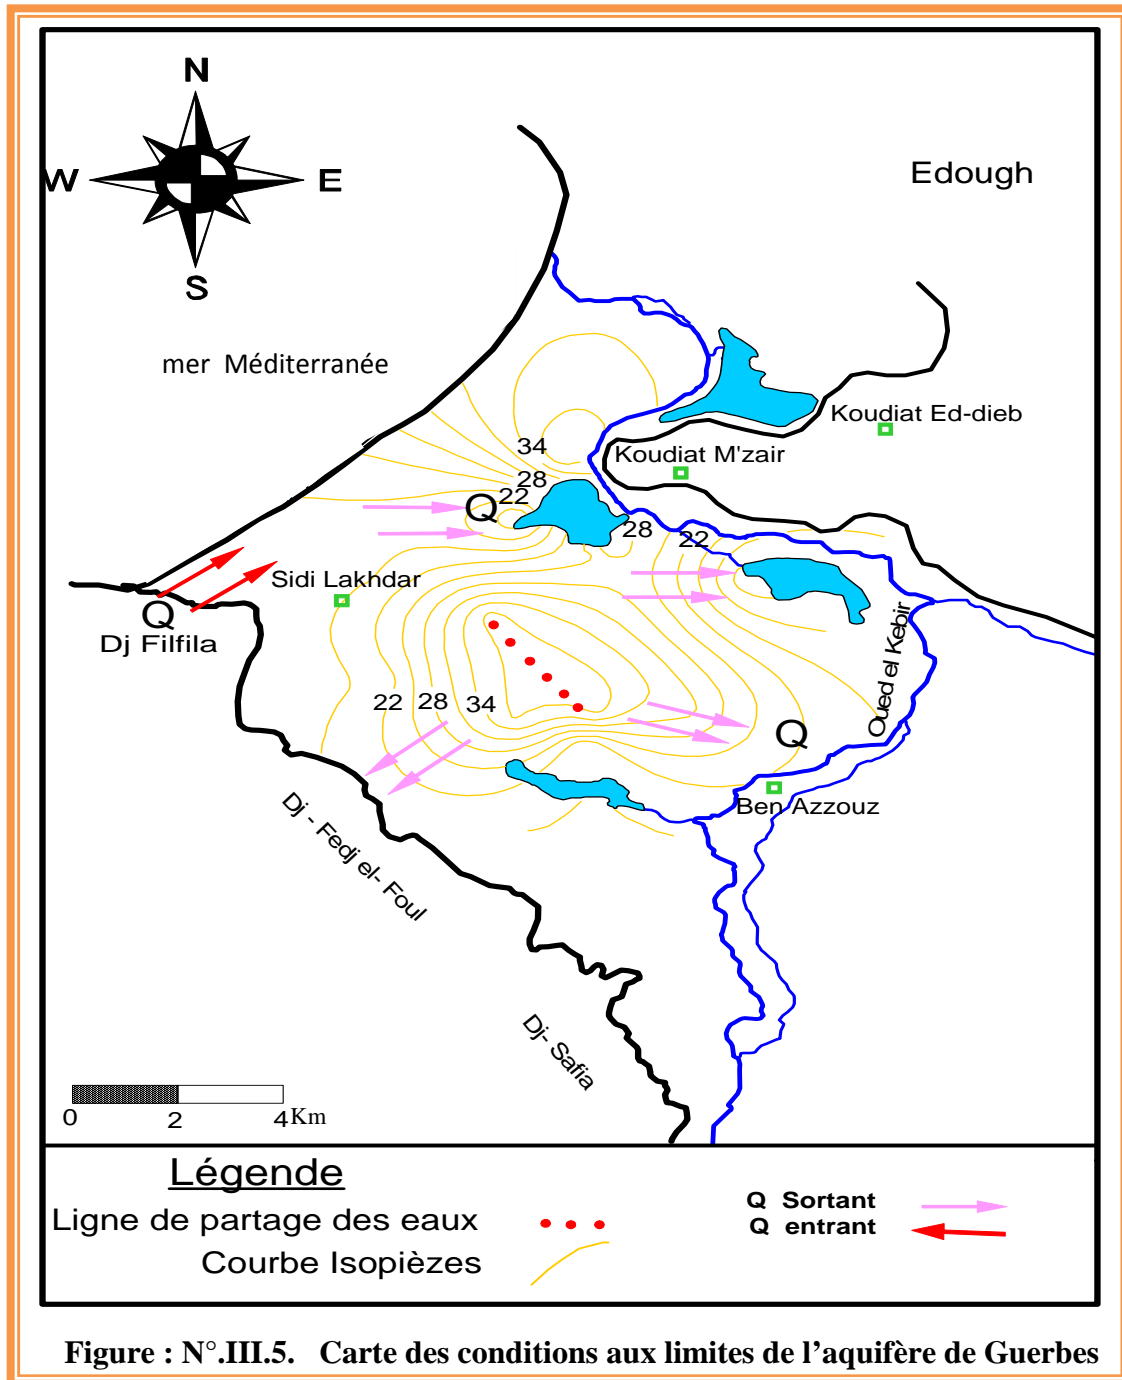 N
W
E
S
Edough
mer Méditerranée
Koudiat Ed-dieb
34
Koudiat M'zair
28
22
Q
28
22
Sidi Lakhdar
Q
Dj Filfila
Oued el Kebir
22
28
34
Q
Ben Azzouz
Dj - Fedj el- Foul
Dj- Safia
0 2 4 Km
Légende
Ligne de partage des eaux
Courbe Isopièzes
Q Sortant
Q entrant
Figure : N°.III.5. Carte des conditions aux limites de l'aquifère de Guerbes